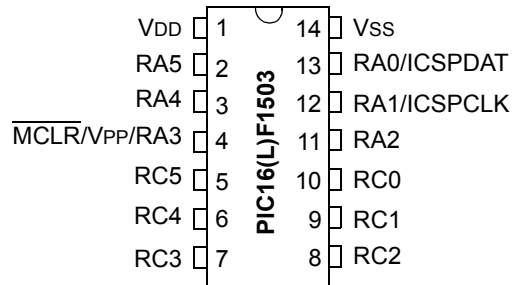 VDD 1 14 VSS
RA5 2 13 RA0/ICSPDAT
RA4 3 12 RA1/ICSPCLK
MCLR/VPP/RA3 4 11 RA2
RC5 5 10 RC0
RC4 6 9 RC1
RC3 7 8 RC2
PIC16(L)F1503